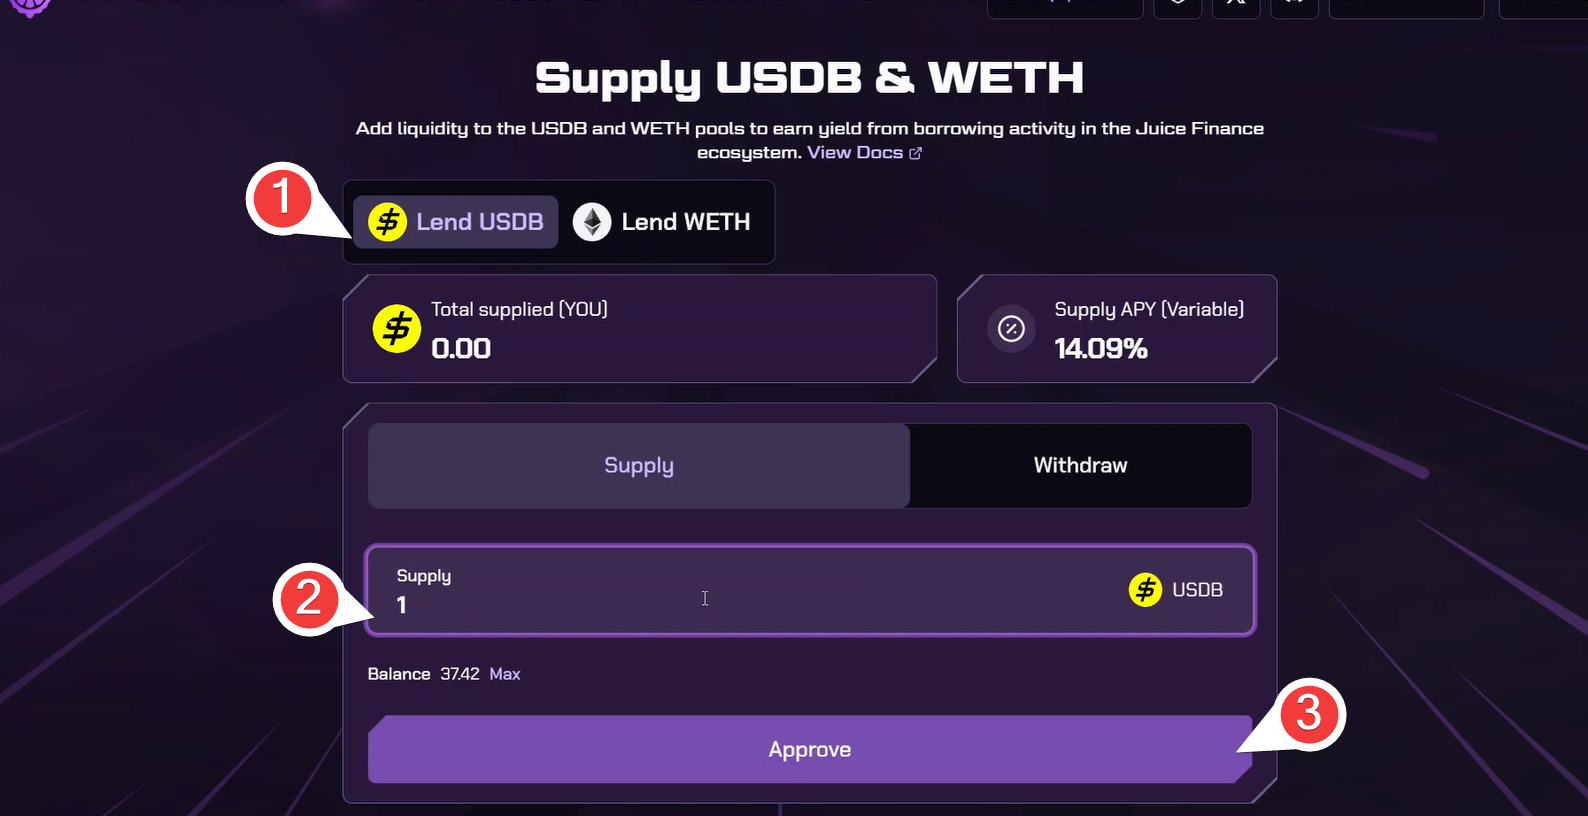 Supply USDB & WETH
Add liquidity to the USDB and WETH pools to earn yield from borrowing activity in the Juice Finance
ecosystem. View Docs
1
Lend USDB
Lend WETH
Total supplied (YOU)
0.00
Supply APY (Variable)
14.09%
Supply
Withdraw
2
Supply
1
USDB
Balance 37.42 Max
3
Approve